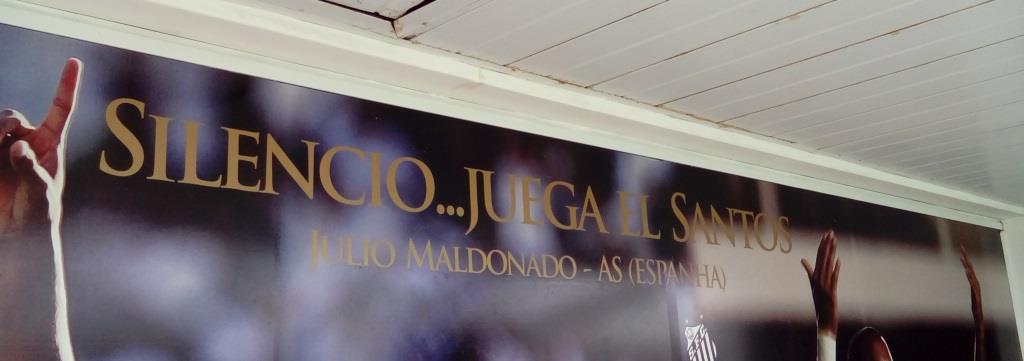 SILENCIO...JUEGA EL SANTOS
JULIO MALDONADO - AS (ESPANHA)